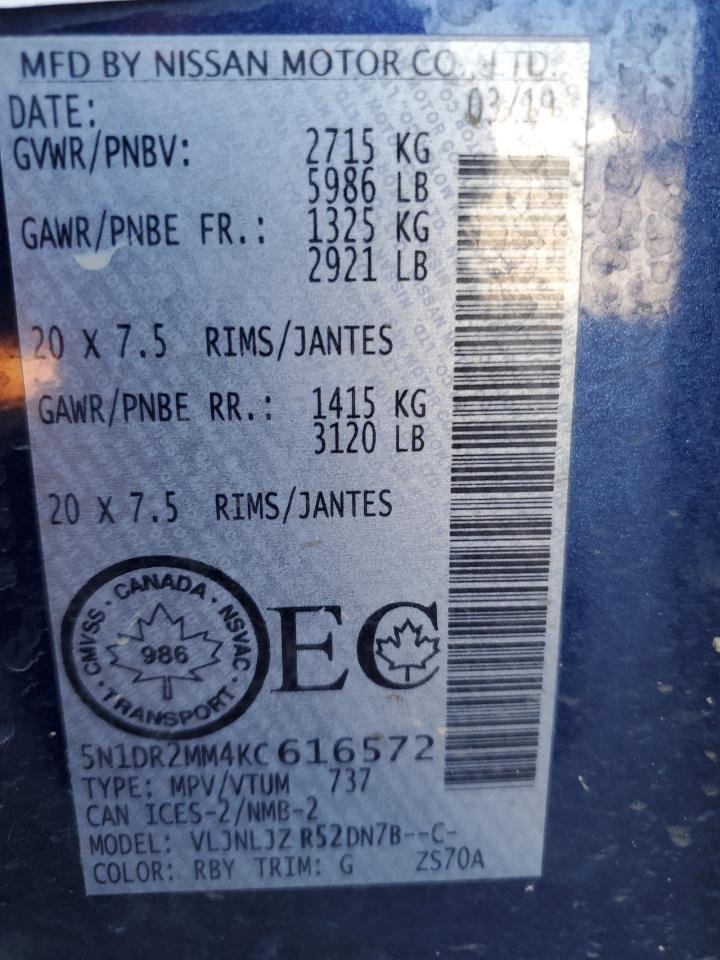 MFD BY NISSAN MOTOR CO., LTD.
DATE: 03/19
GVWR/PNBV: 2715 KG
5986 LB
GAWR/PNBE FR.: 1325 KG
2921 LB
20 X 7.5 RIMS/JANTES
GAWR/PNBE RR.: 1415 KG
3120 LB
20 X 7.5 RIMS/JANTES
CANADA · NSVAC · TRANSPORT · CMVSS ·
986
EC
5N1DR2MM4KC616572
TYPE: MPV/VTUM 737
CAN ICES-2/NMB-2
MODEL: VLJNLJZ R52DN7B--C-
COLOR: RBY TRIM: G ZS70A